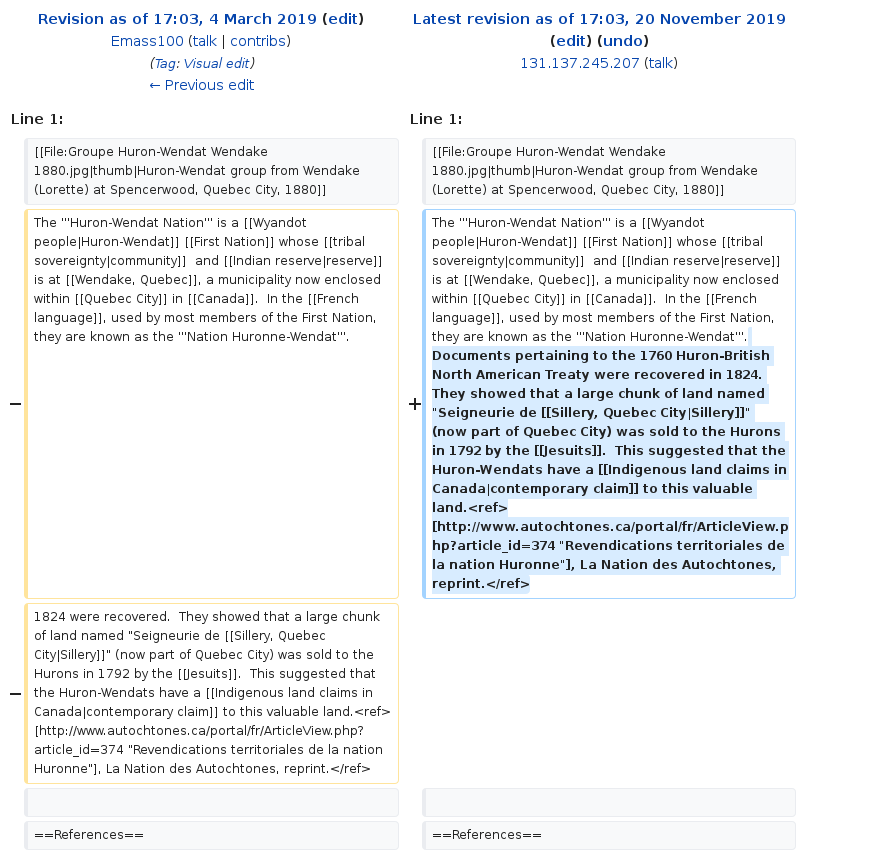 Revision as of 17:03, 4 March 2019 (edit)
Emass100 (talk | contribs)
(Tag: Visual edit)
← Previous edit
Latest revision as of 17:03, 20 November 2019
(edit) (undo)
131.137.245.207 (talk)
Line 1:
Line 1:
[[File:Groupe Huron-Wendat Wendake
1880.jpg|thumb|Huron-Wendat group from Wendake
(Lorette) at Spencerwood, Quebec City, 1880]]
[[File:Groupe Huron-Wendat Wendake
1880.jpg|thumb|Huron-Wendat group from Wendake
(Lorette) at Spencerwood, Quebec City, 1880]]
−
The '''Huron-Wendat Nation''' is a [[Wyandot
people|Huron-Wendat]] [[First Nation]] whose [[tribal
sovereignty|community]]  and [[Indian reserve|reserve]]
is at [[Wendake, Quebec]], a municipality now enclosed
within [[Quebec City]] in [[Canada]].  In the [[French
language]], used by most members of the First Nation,
they are known as the '''Nation Huronne-Wendat'''.
+
The '''Huron-Wendat Nation''' is a [[Wyandot
people|Huron-Wendat]] [[First Nation]] whose [[tribal
sovereignty|community]]  and [[Indian reserve|reserve]]
is at [[Wendake, Quebec]], a municipality now enclosed
within [[Quebec City]] in [[Canada]].  In the [[French
language]], used by most members of the First Nation,
they are known as the '''Nation Huronne-Wendat'''.
Documents pertaining to the 1760 Huron-British
North American Treaty were recovered in 1824.
They showed that a large chunk of land named
"Seigneurie de [[Sillery, Quebec City|Sillery]]"
(now part of Quebec City) was sold to the Hurons
in 1792 by the [[Jesuits]].  This suggested that the
Huron-Wendats have a [[Indigenous land claims in
Canada|contemporary claim]] to this valuable
land.<ref>
[http://www.autochtones.ca/portal/fr/ArticleView.p
hp?article_id=374 "Revendications territoriales de
la nation Huronne"], La Nation des Autochtones,
reprint.</ref>
−
1824 were recovered.  They showed that a large chunk
of land named "Seigneurie de [[Sillery, Quebec
City|Sillery]]" (now part of Quebec City) was sold to the
Hurons in 1792 by the [[Jesuits]].  This suggested that
the Huron-Wendats have a [[Indigenous land claims in
Canada|contemporary claim]] to this valuable land.<ref>
[http://www.autochtones.ca/portal/fr/ArticleView.php?
article_id=374 "Revendications territoriales de la nation
Huronne"], La Nation des Autochtones, reprint.</ref>
==References==
==References==